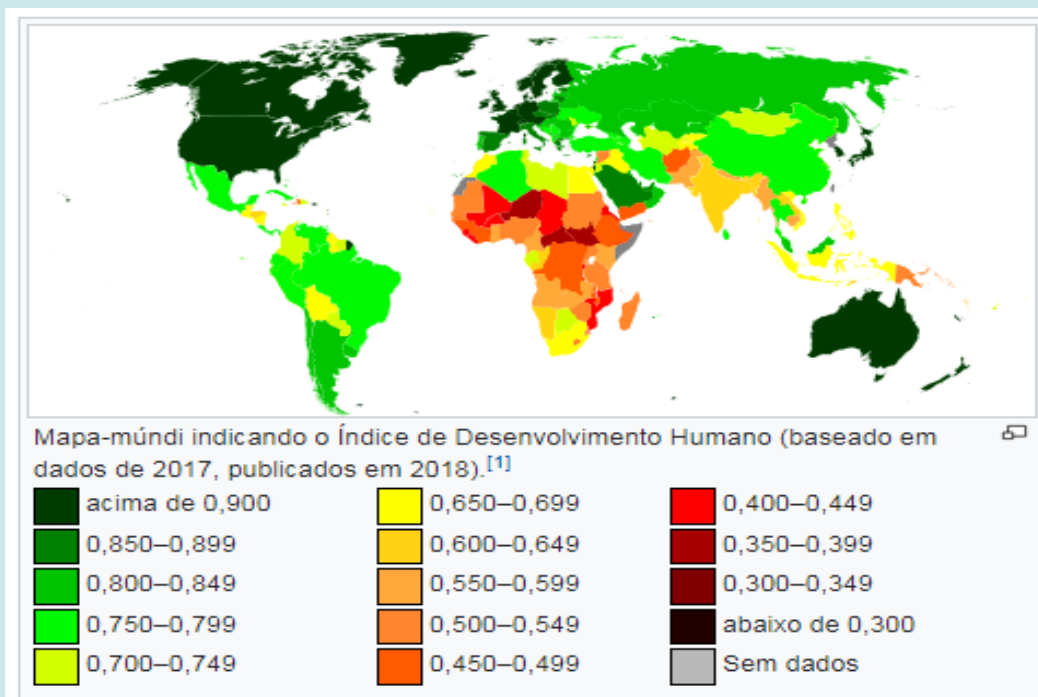 Mapa-múndi indicando o Índice de Desenvolvimento Humano (baseado em
dados de 2017, publicados em 2018).[1]
acima de 0,900
0,850–0,899
0,800–0,849
0,750–0,799
0,700–0,749
0,650–0,699
0,600–0,649
0,550–0,599
0,500–0,549
0,450–0,499
0,400–0,449
0,350–0,399
0,300–0,349
abaixo de 0,300
Sem dados